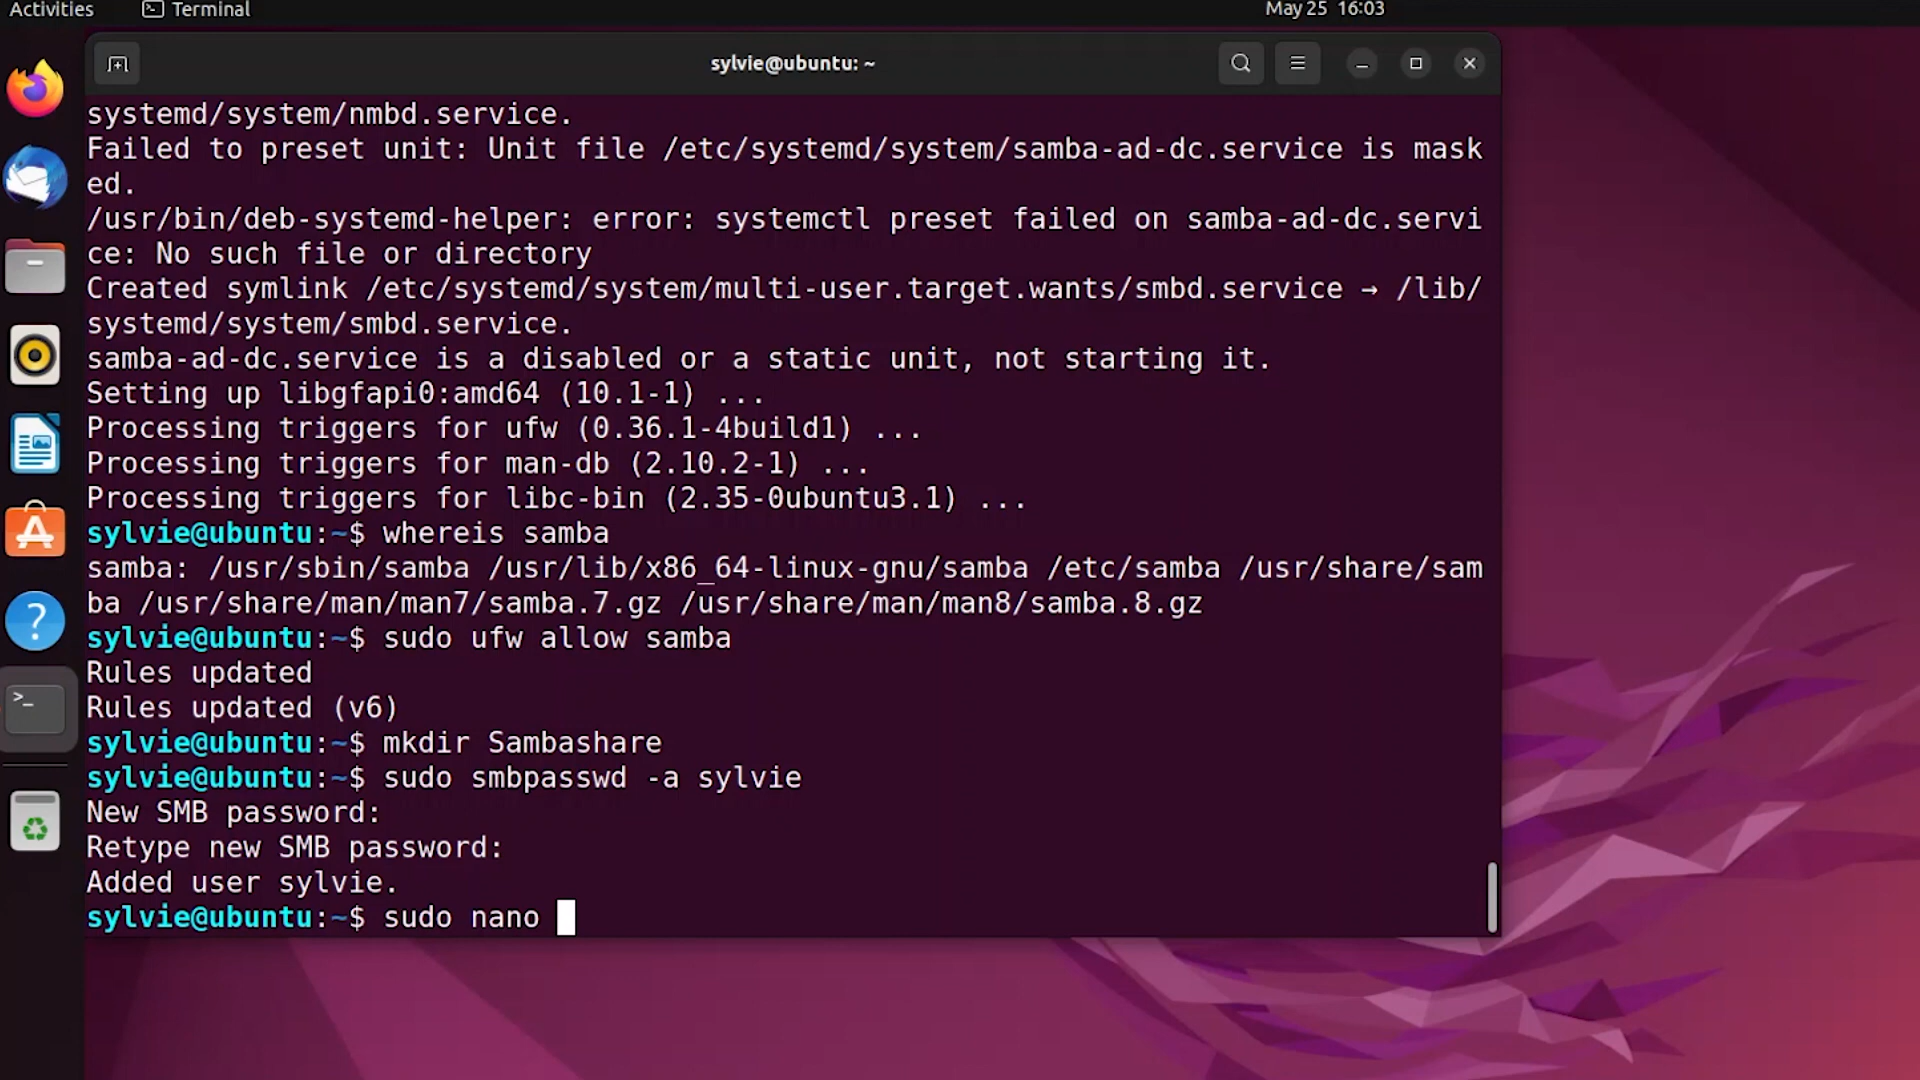 Activities Terminal May 25 16:03
sylvie@ubuntu: ~
systemd/system/nmbd.service.
Failed to preset unit: Unit file /etc/systemd/system/samba-ad-dc.service is mask
ed.
/usr/bin/deb-systemd-helper: error: systemctl preset failed on samba-ad-dc.servi
ce: No such file or directory
Created symlink /etc/systemd/system/multi-user.target.wants/smbd.service → /lib/
systemd/system/smbd.service.
samba-ad-dc.service is a disabled or a static unit, not starting it.
Setting up libgfapi0:amd64 (10.1-1) ...
Processing triggers for ufw (0.36.1-4build1) ...
Processing triggers for man-db (2.10.2-1) ...
Processing triggers for libc-bin (2.35-0ubuntu3.1) ...
sylvie@ubuntu:~$ whereis samba
samba: /usr/sbin/samba /usr/lib/x86_64-linux-gnu/samba /etc/samba /usr/share/sam
ba /usr/share/man/man7/samba.7.gz /usr/share/man/man8/samba.8.gz
sylvie@ubuntu:~$ sudo ufw allow samba
Rules updated
Rules updated (v6)
sylvie@ubuntu:~$ mkdir Sambashare
sylvie@ubuntu:~$ sudo smbpasswd -a sylvie
New SMB password:
Retype new SMB password:
Added user sylvie.
sylvie@ubuntu:~$ sudo nano